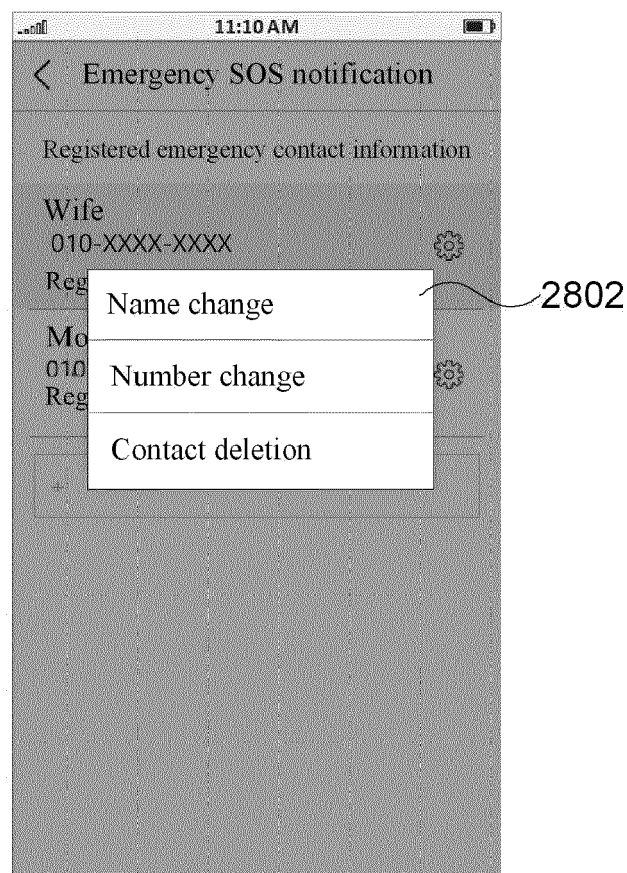 11:10 AM
Emergency SOS notification
Registered emergency contact information
Wife
010-XXXX-XXXX
Reg
Name change
2802
Mo
010
Number change
Reg
Contact deletion
+